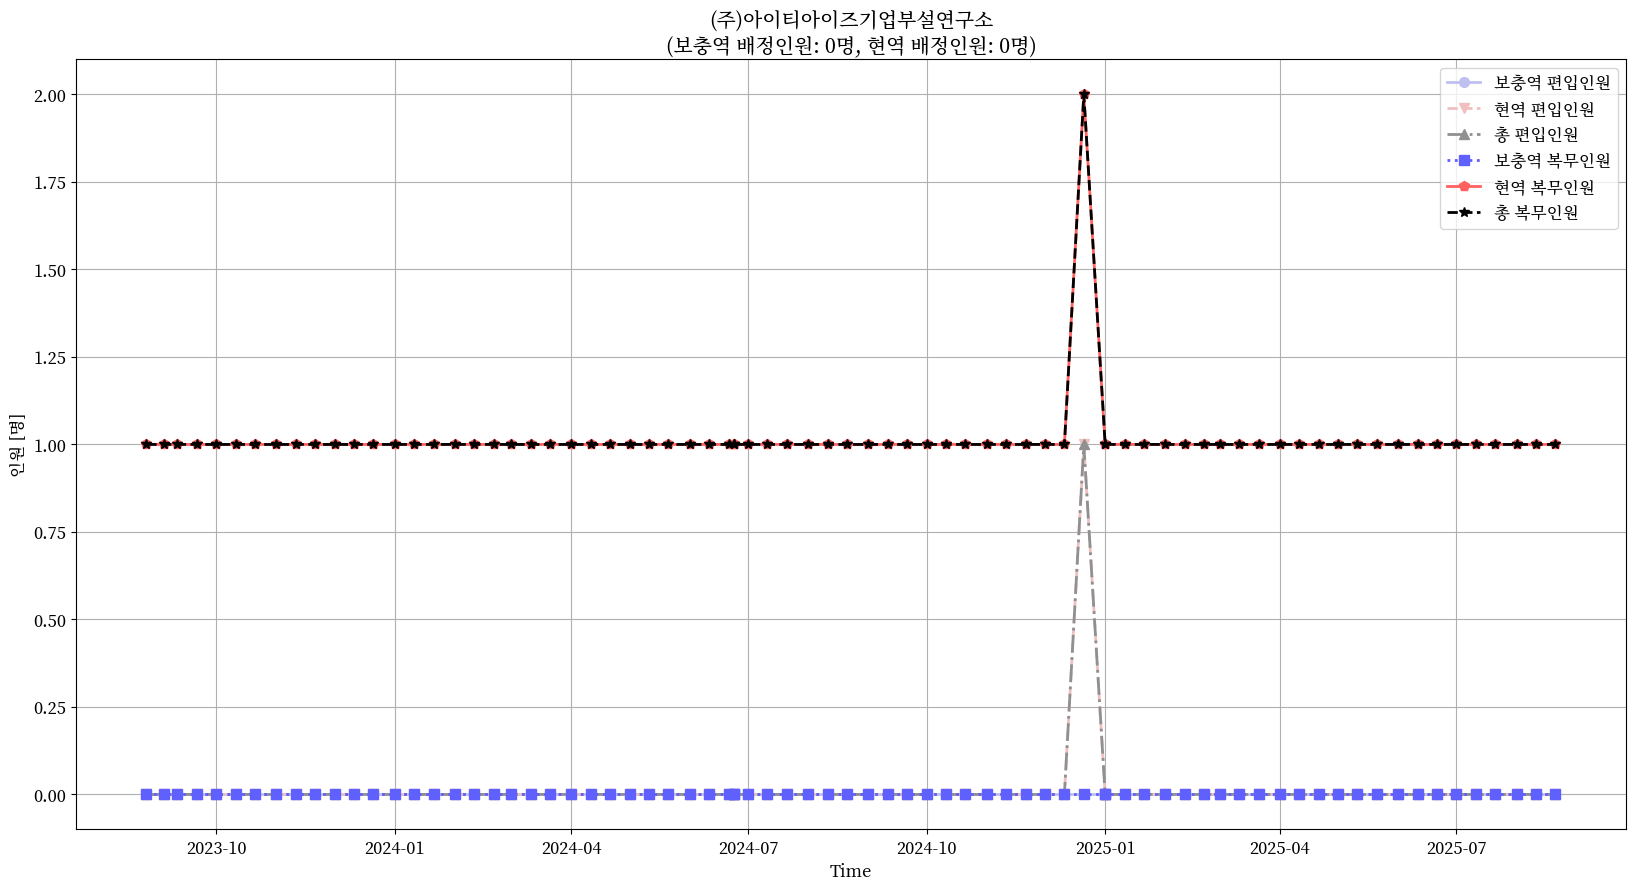 (주)아이티아이즈기업부설연구소
(보충역 배정인원: 0명, 현역 배정인원: 0명)
보충역 편입인원
현역 편입인원
총 편입인원
보충역 복무인원
현역 복무인원
총 복무인원
2.00
1.75
1.50
1.25
1.00
0.75
0.50
0.25
0.00
인원 [명]
2023-10
2024-01
2024-04
2024-07
2024-10
2025-01
2025-04
2025-07
Time